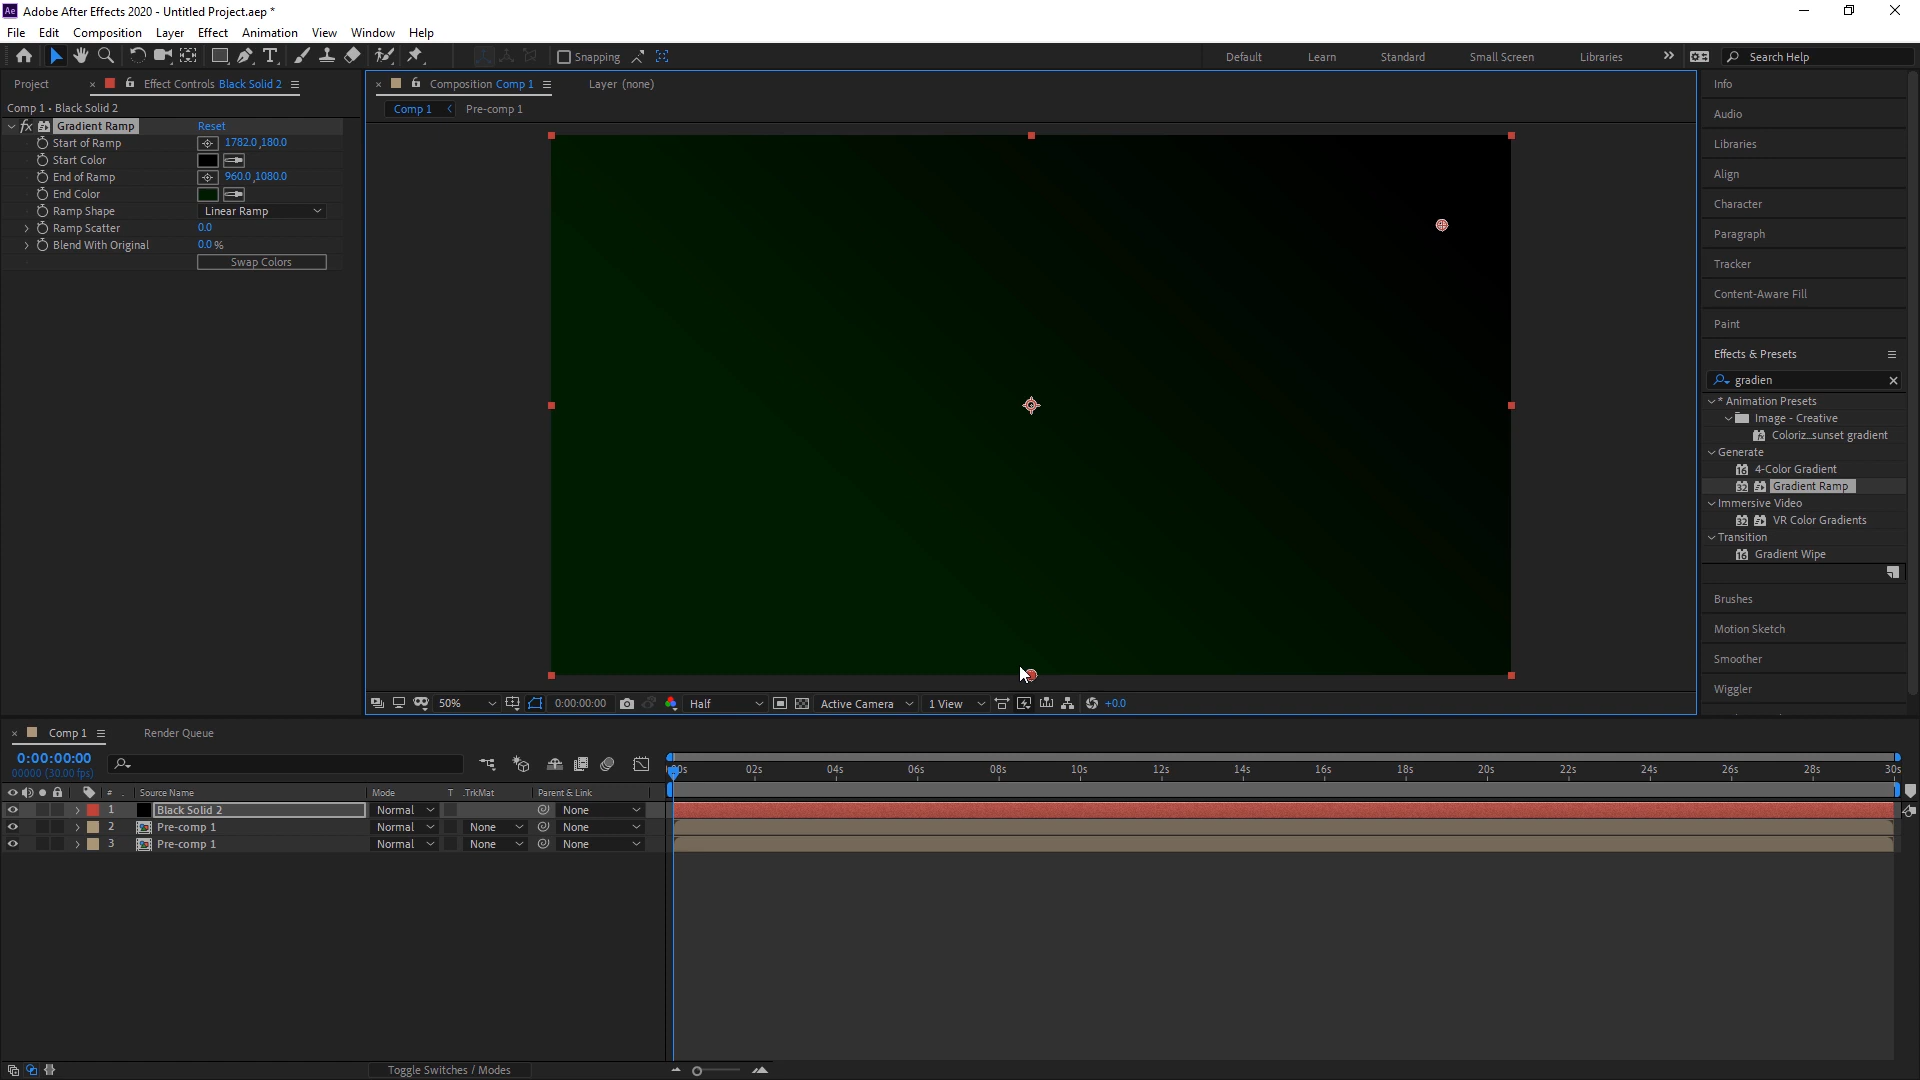 Adobe After Effects 2020 - Untitled Project.aep *
File Edit Composition Layer Effect Animation View Window Help
Snapping Default Learn Standard Small Screen Libraries Search Help
Project Effect Controls Black Solid 2
Comp 1 • Black Solid 2
fx Gradient Ramp Reset
Start of Ramp 1782.0,180.0
Start Color
End of Ramp 960.0,1080.0
End Color
Ramp Shape Linear Ramp
Ramp Scatter 0.0
Blend With Original 0.0 %
Swap Colors
Composition Comp 1 Layer (none)
Comp 1 Pre-comp 1
50% 0:00:00:00 Half Active Camera 1 View +0.0
Info
Audio
Libraries
Align
Character
Paragraph
Tracker
Content-Aware Fill
Paint
Effects & Presets
gradien
* Animation Presets
Image - Creative
Coloriz...sunset gradient
Generate
4-Color Gradient
Gradient Ramp
Immersive Video
VR Color Gradients
Transition
Gradient Wipe
Brushes
Motion Sketch
Smoother
Wiggler
Comp 1 Render Queue
0:00:00:00
00000 (30.00 fps)
02s 04s 06s 08s 10s 12s 14s 16s 18s 20s 22s 24s 26s 28s 30s
# Source Name Mode T .TrkMat Parent & Link
1 Black Solid 2 Normal None
2 Pre-comp 1 Normal None None
3 Pre-comp 1 Normal None None
Toggle Switches / Modes